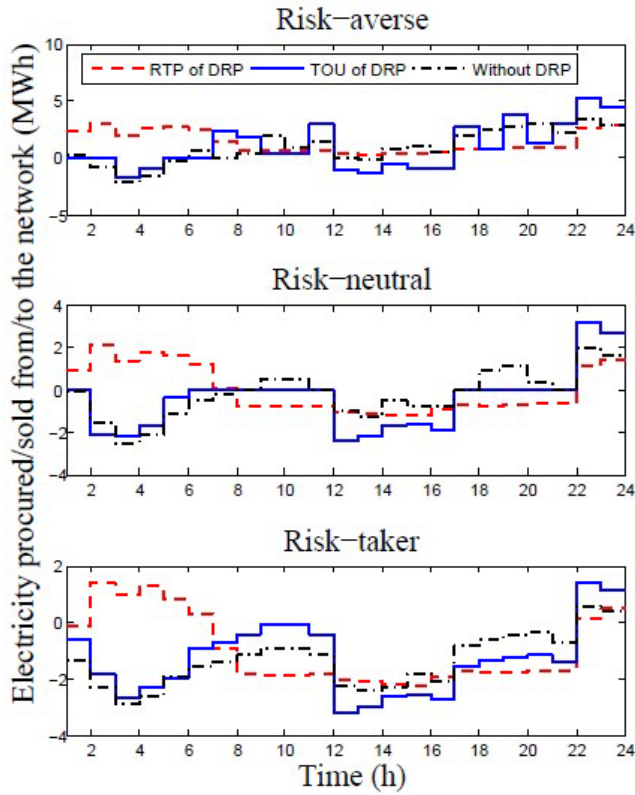 Risk−averse
Electricity procured/sold from/to the network (MWh)
10
5
0
−5
RTP of DRP TOU of DRP Without DRP
2 4 6 8 10 12 14 16 18 20 22 24
Risk−neutral
4
2
0
−2
−4
2 4 6 8 10 12 14 16 18 20 22 24
Risk−taker
2
0
−2
−4
2 4 6 8 10 12 14 16 18 20 22 24
Time (h)